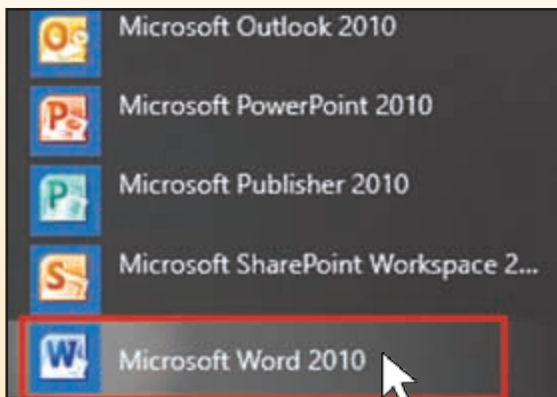 Microsoft Outlook 2010
Microsoft PowerPoint 2010
Microsoft Publisher 2010
Microsoft SharePoint Workspace 2...
Microsoft Word 2010